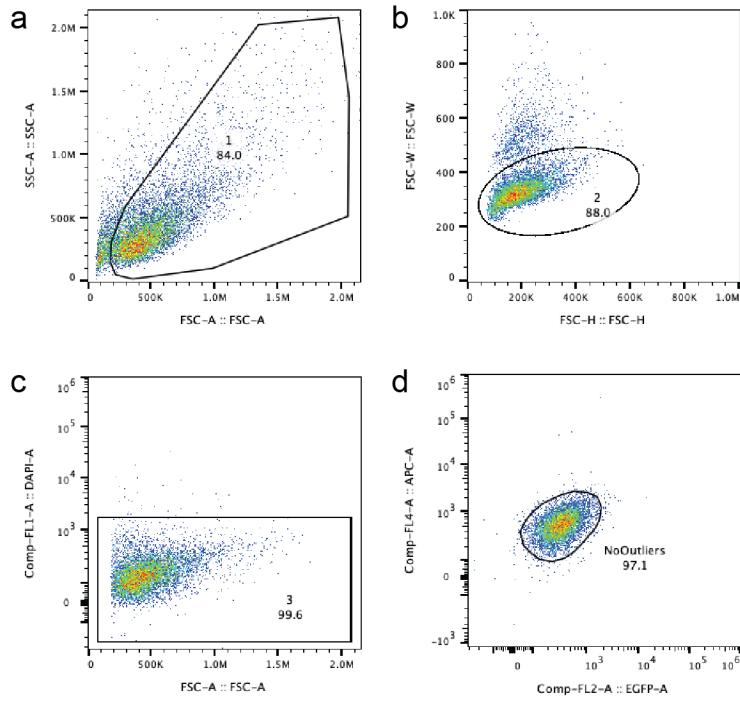 a
2.0M
1.5M
1.0M
500K
0
SSC-A :: SSC-A
1
84.0
0
500K
1.0M
1.5M
2.0M
FSC-A :: FSC-A
b
1.0K
800
600
400
200
0
FSC-W :: FSC-W
2
88.0
0
200K
400K
600K
800K
1.0M
FSC-H :: FSC-H
c
10⁶
10⁵
10⁴
10³
0
Comp-FL1-A :: DAPI-A
3
99.6
0
500K
1.0M
1.5M
2.0M
FSC-A :: FSC-A
d
10⁶
10⁵
10⁴
10³
0
-10³
Comp-FL4-A :: APC-A
NoOutliers
97.1
0
10³
10⁴
10⁵
10⁶
Comp-FL2-A :: EGFP-A